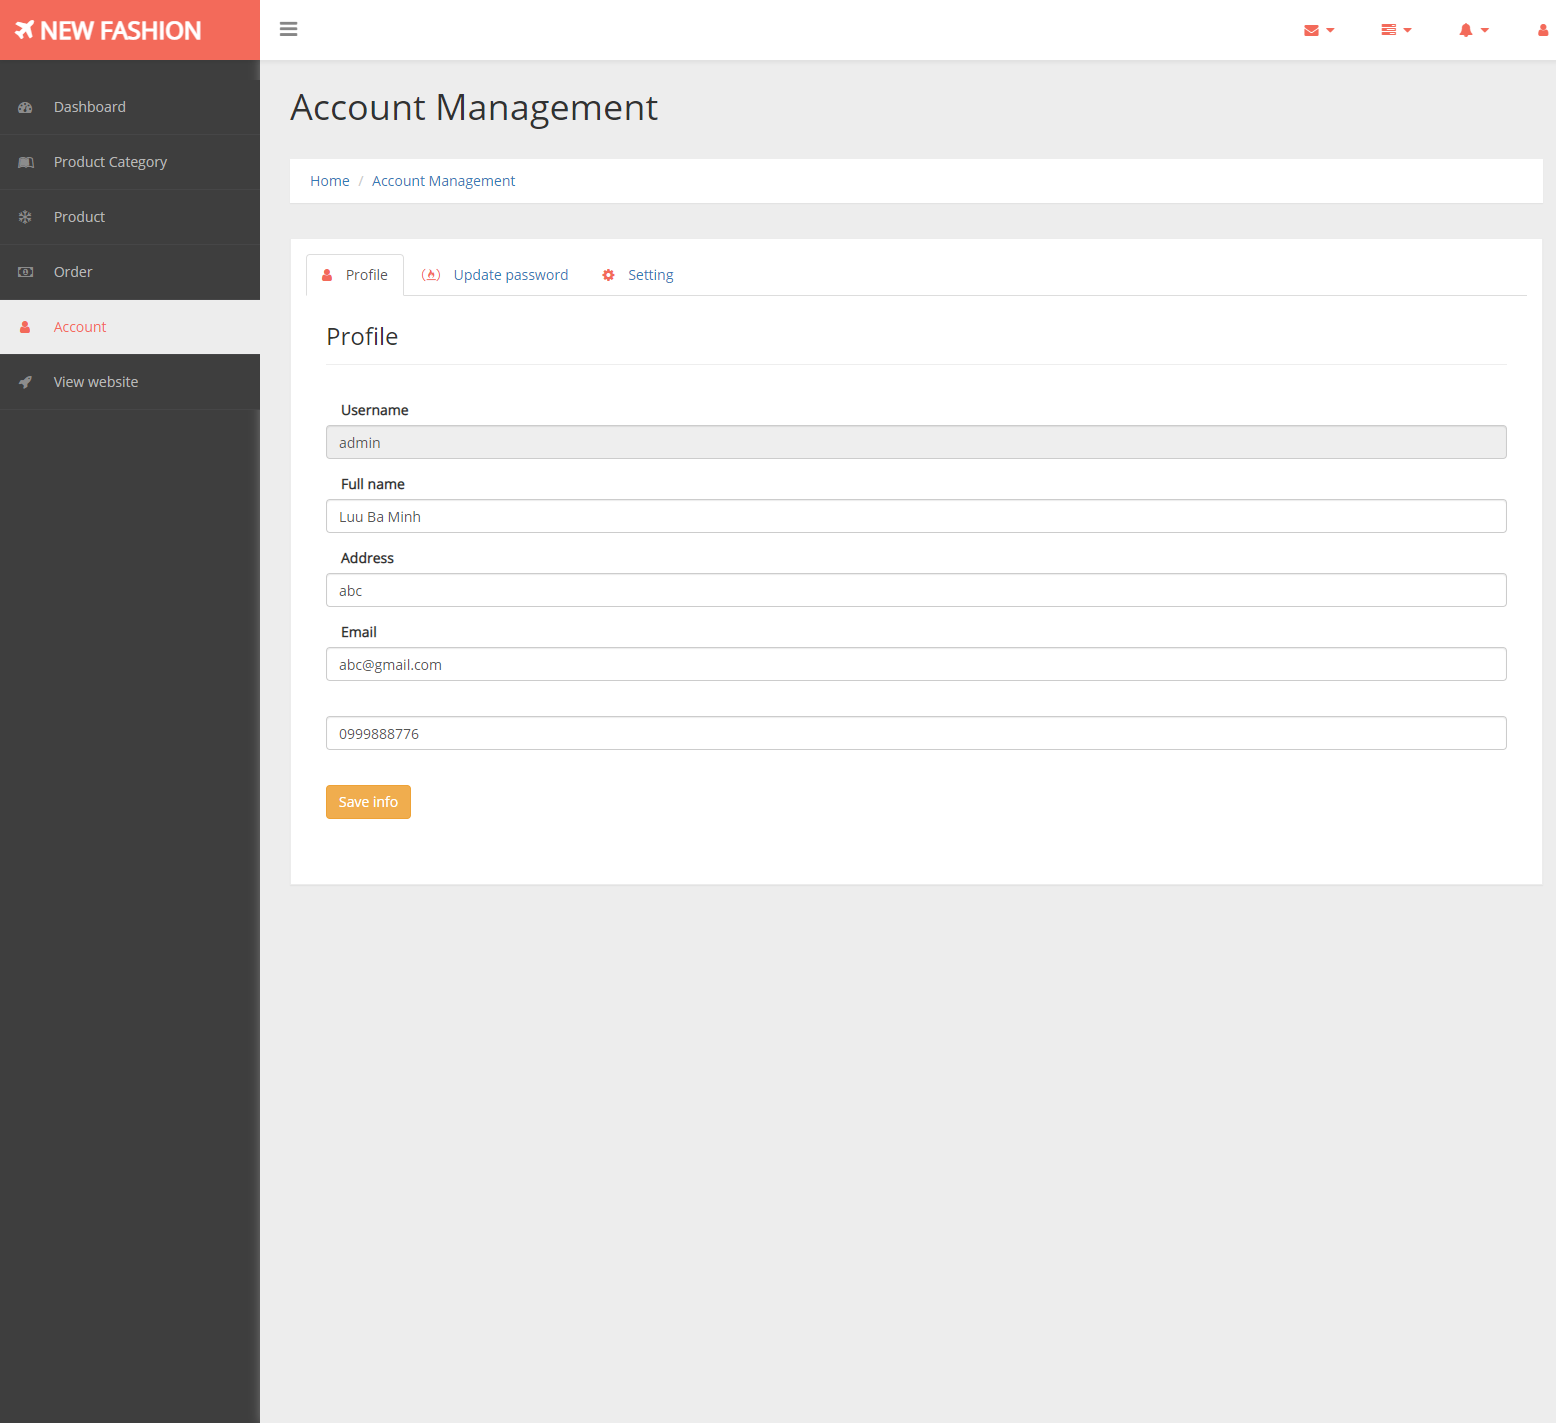 NEW FASHION
Dashboard
Product Category
Product
Order
Account
View website
Account Management
Home / Account Management
Profile Update password Setting
Profile
Username
admin
Full name
Luu Ba Minh
Address
abc
Email
abc@gmail.com
0999888776
Save info